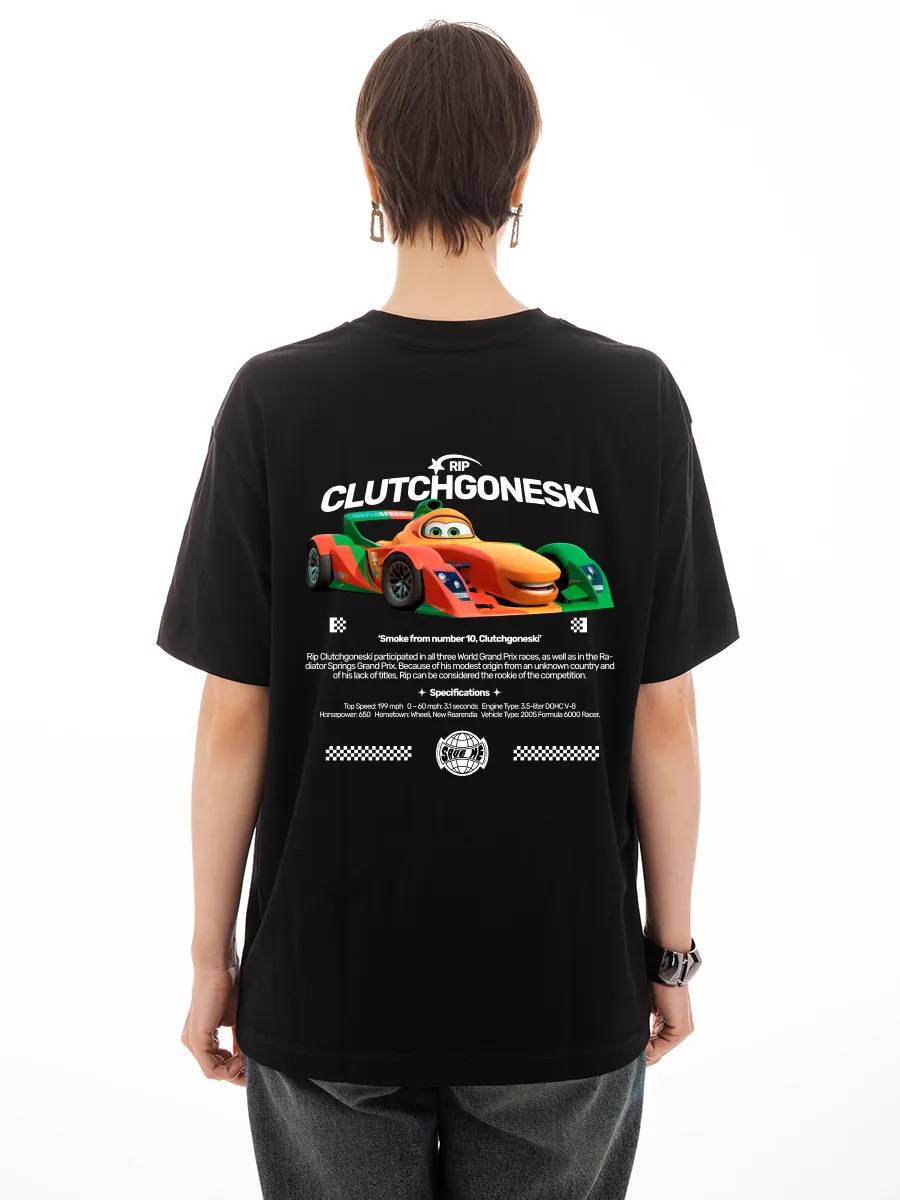 RIP
CLUTCHGONESKI
'Smoke from number 10, Clutchgoneski'
Rip Clutchgoneski participated in all three World Grand Prix races, as well as in the Ra-
diator Springs Grand Prix. Because of his modest origin from an unknown country and
of his lack of titles, Rip can be considered the rookie of the competition.
Specifications
Top Speed: 199 mph 0 – 60 mph: 3.1 seconds Engine Type: 3.5-liter DOHC V-8
Horsepower: 650 Hometown: Wheeli, New Rearendia Vehicle Type: 2005 Formula 6000 Racer.
SAVE ME